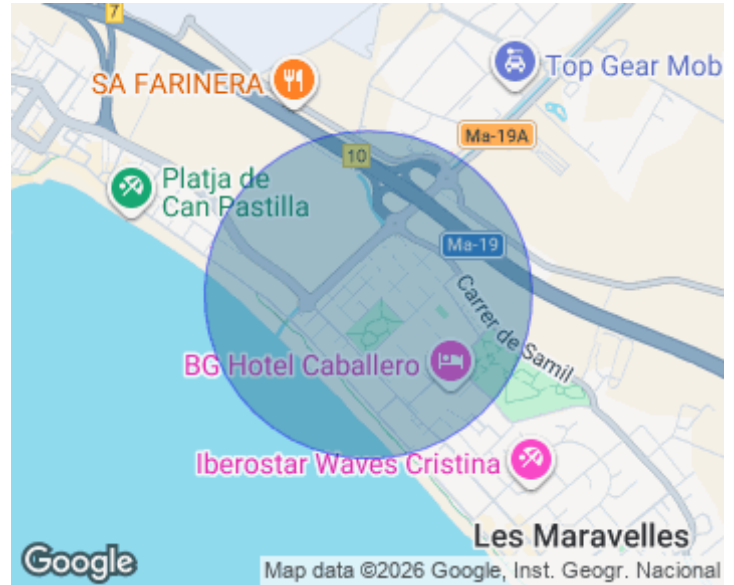 7
SA FARINERA
Top Gear Mob
Ma-19A
10
Platja de
Can Pastilla
Ma-19
Carrer de Samil
BG Hotel Caballero
Iberostar Waves Cristina
Les Maravelles
Google
Map data ©2026 Google, Inst. Geogr. Nacional